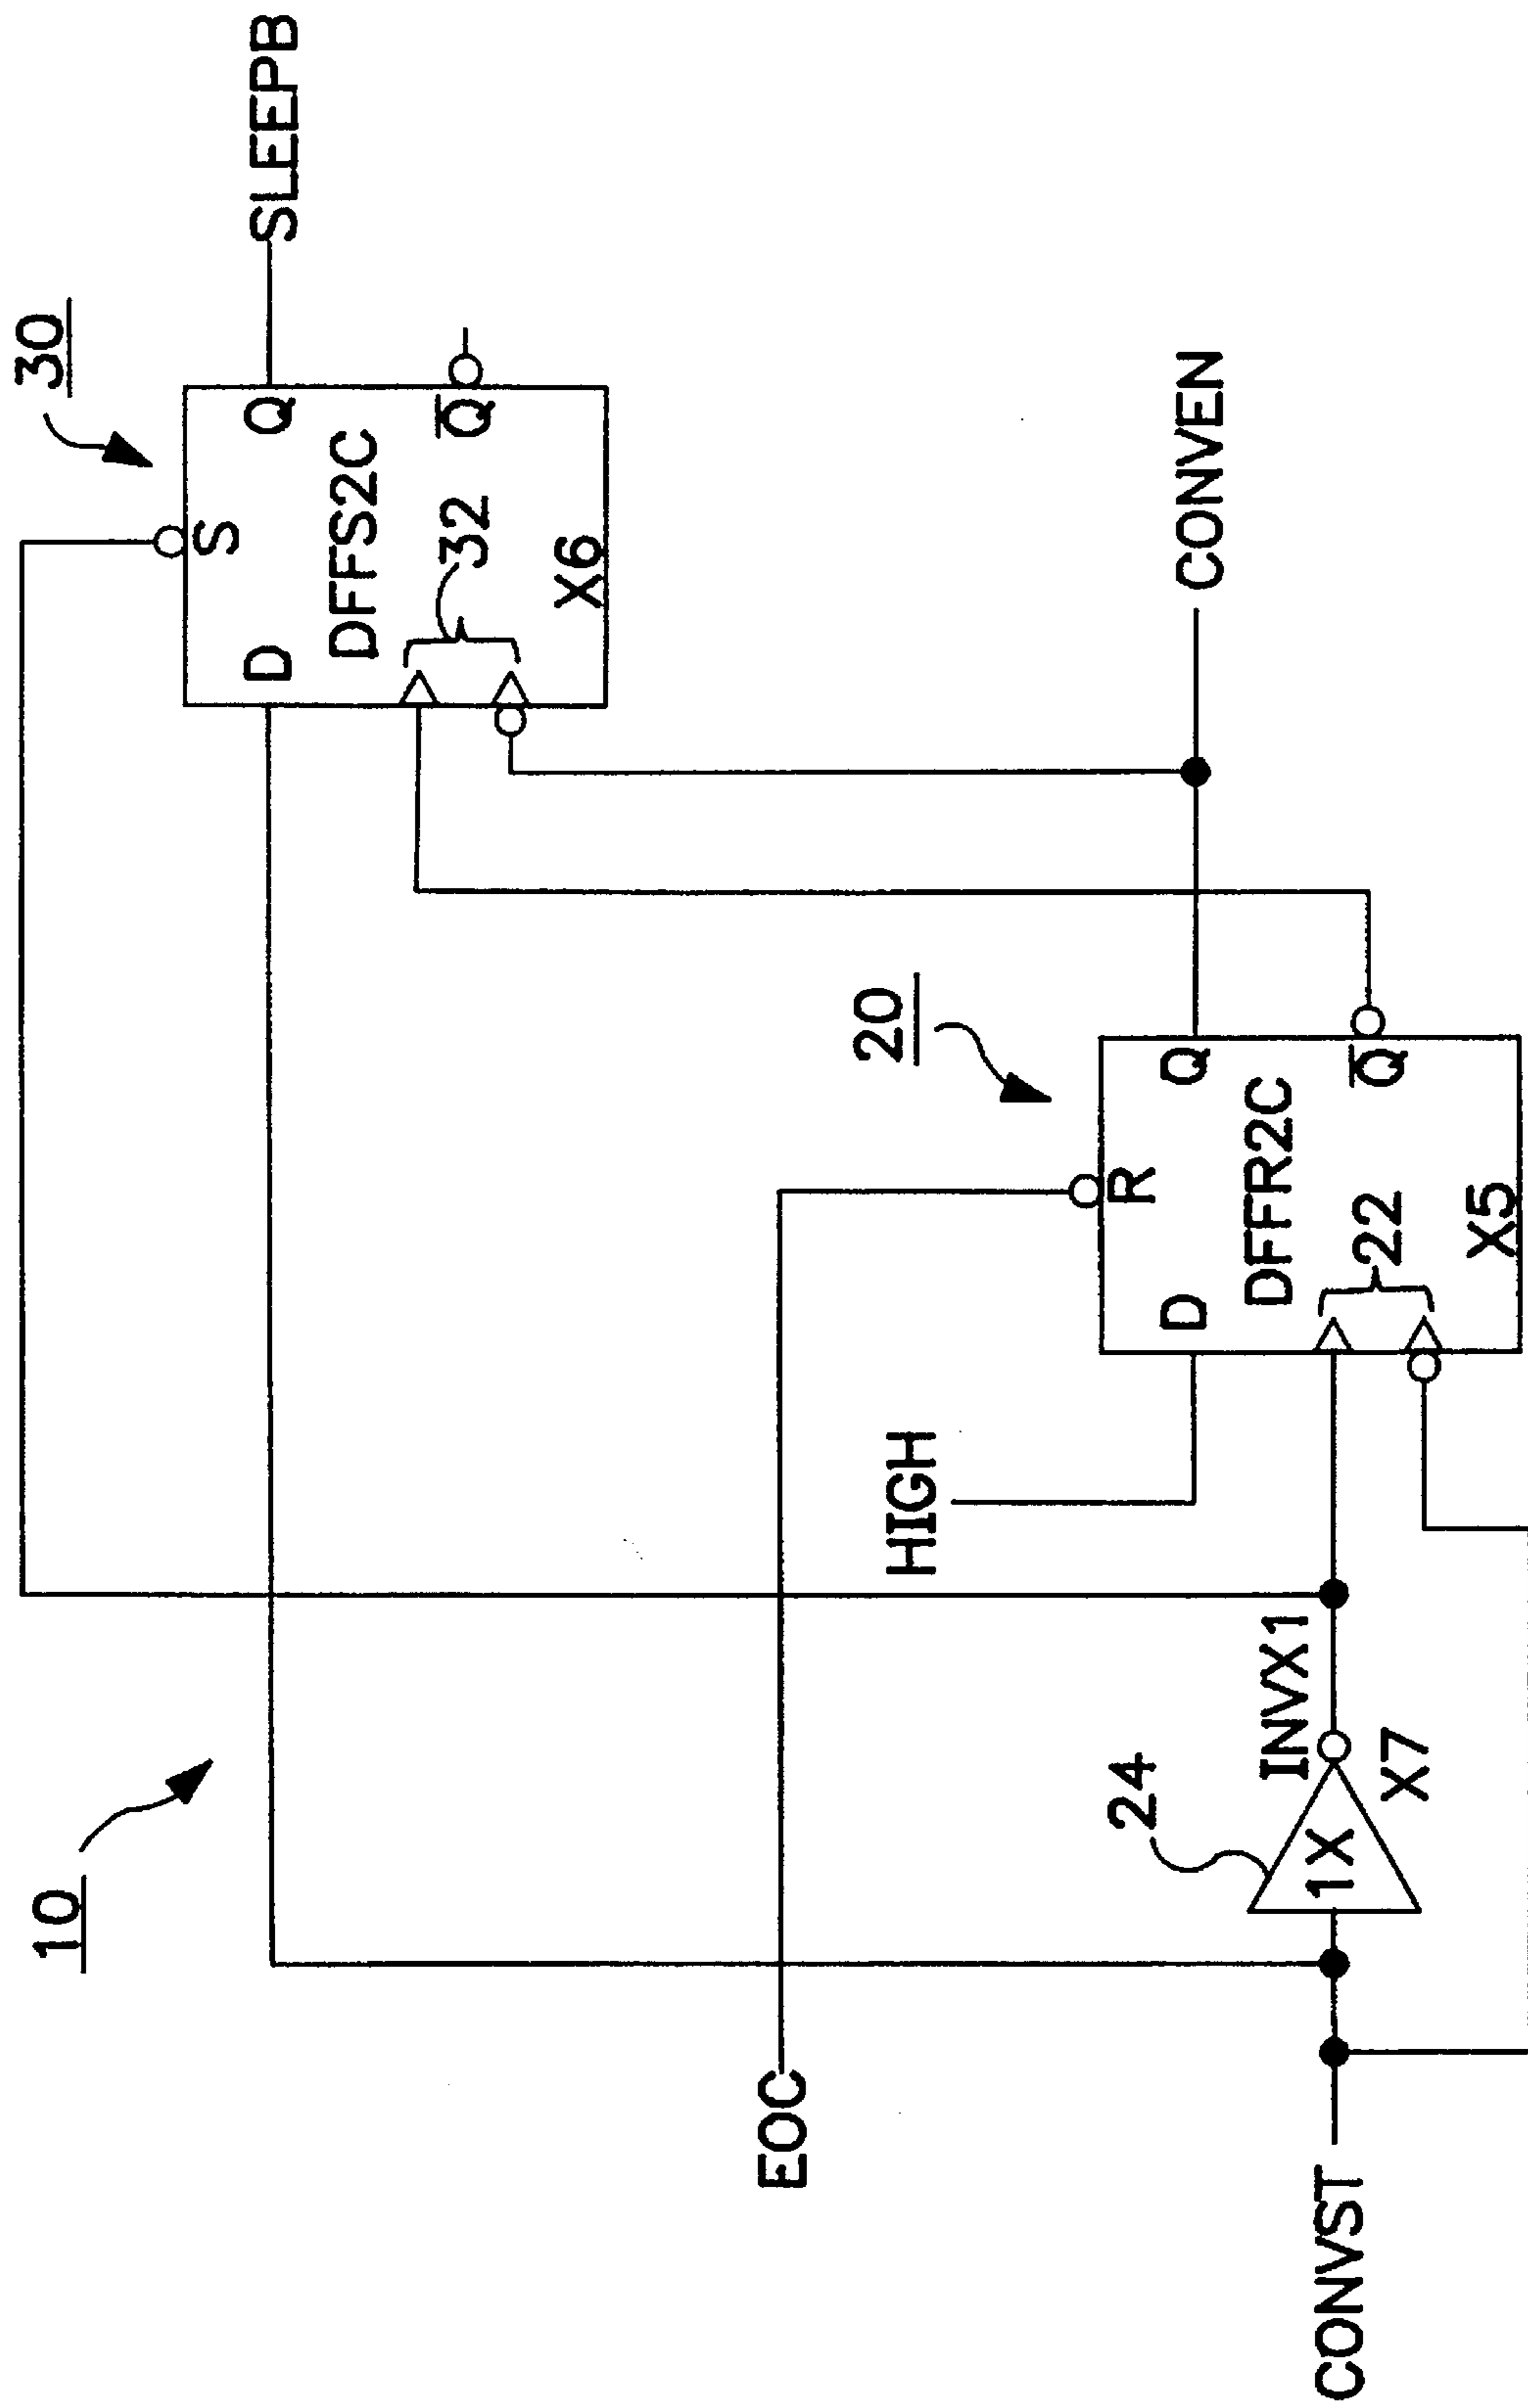 10
30
S
D
Q
SLEEPB
DFFS2C
32
Q̅
X6
EOC
HIGH
20
R
D
Q
CONVEN
DFFR2C
22
Q̅
X5
24
INVX1
CONVST
1X
X7